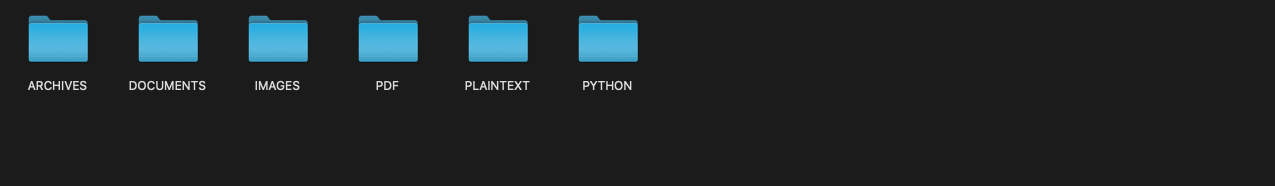 ARCHIVES DOCUMENTS IMAGES PDF PLAINTEXT PYTHON